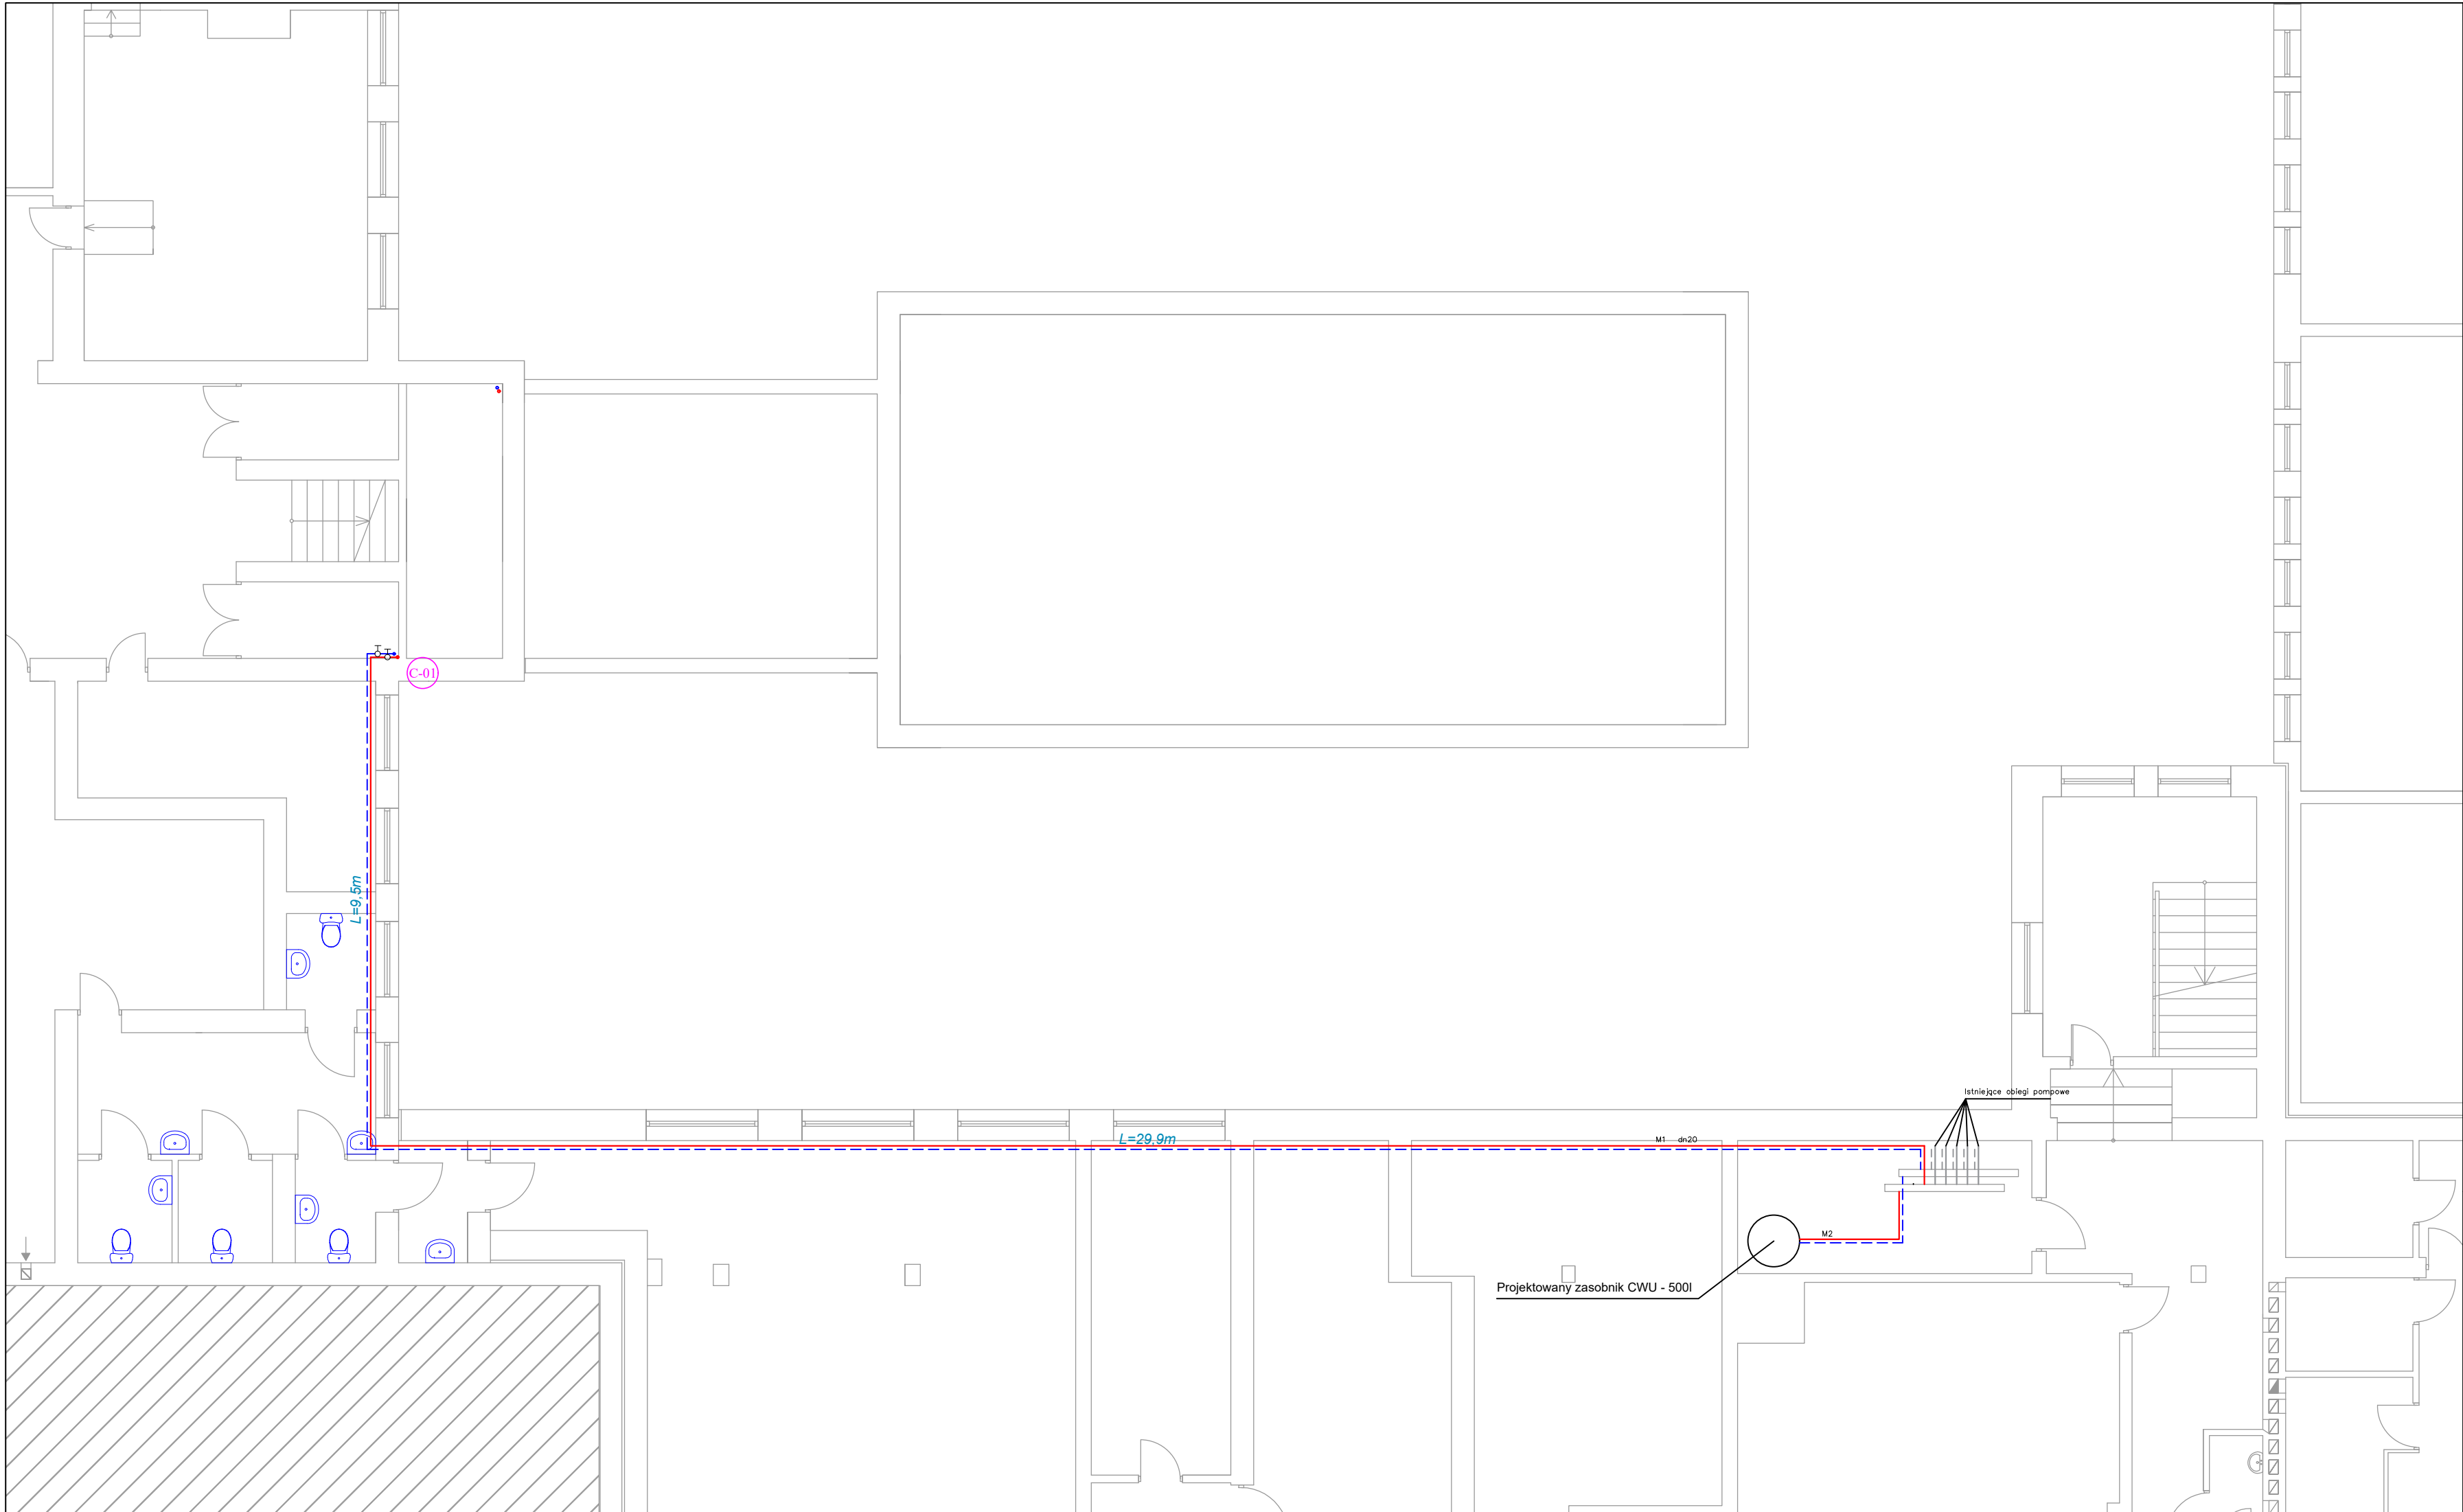 C-01
L=9,5m
Istniejące obiegi pompowe
L=29,9m
M1 dn20
M2
Projektowany zasobnik CWU - 500l